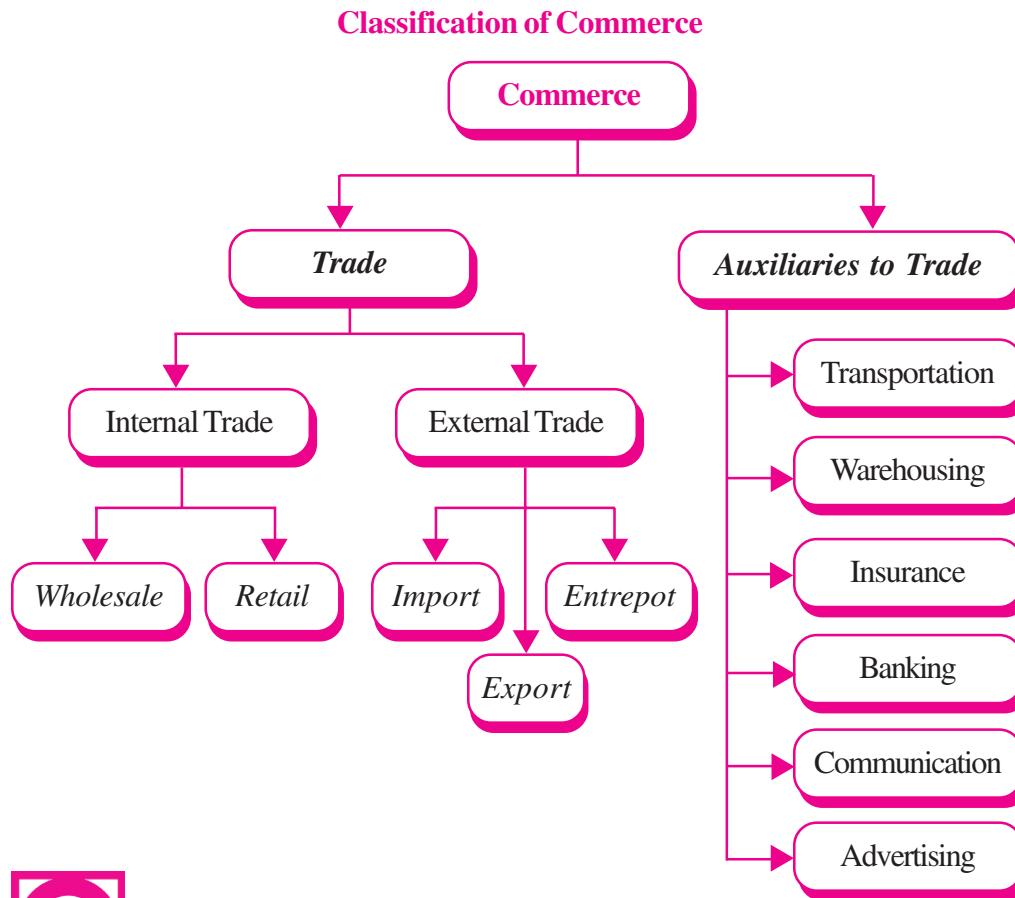 Classification of Commerce
Commerce
Trade
Auxiliaries to Trade
Transportation
Internal Trade
External Trade
Warehousing
Insurance
Wholesale
Retail
Import
Entrepot
Banking
Export
Communication
Advertising